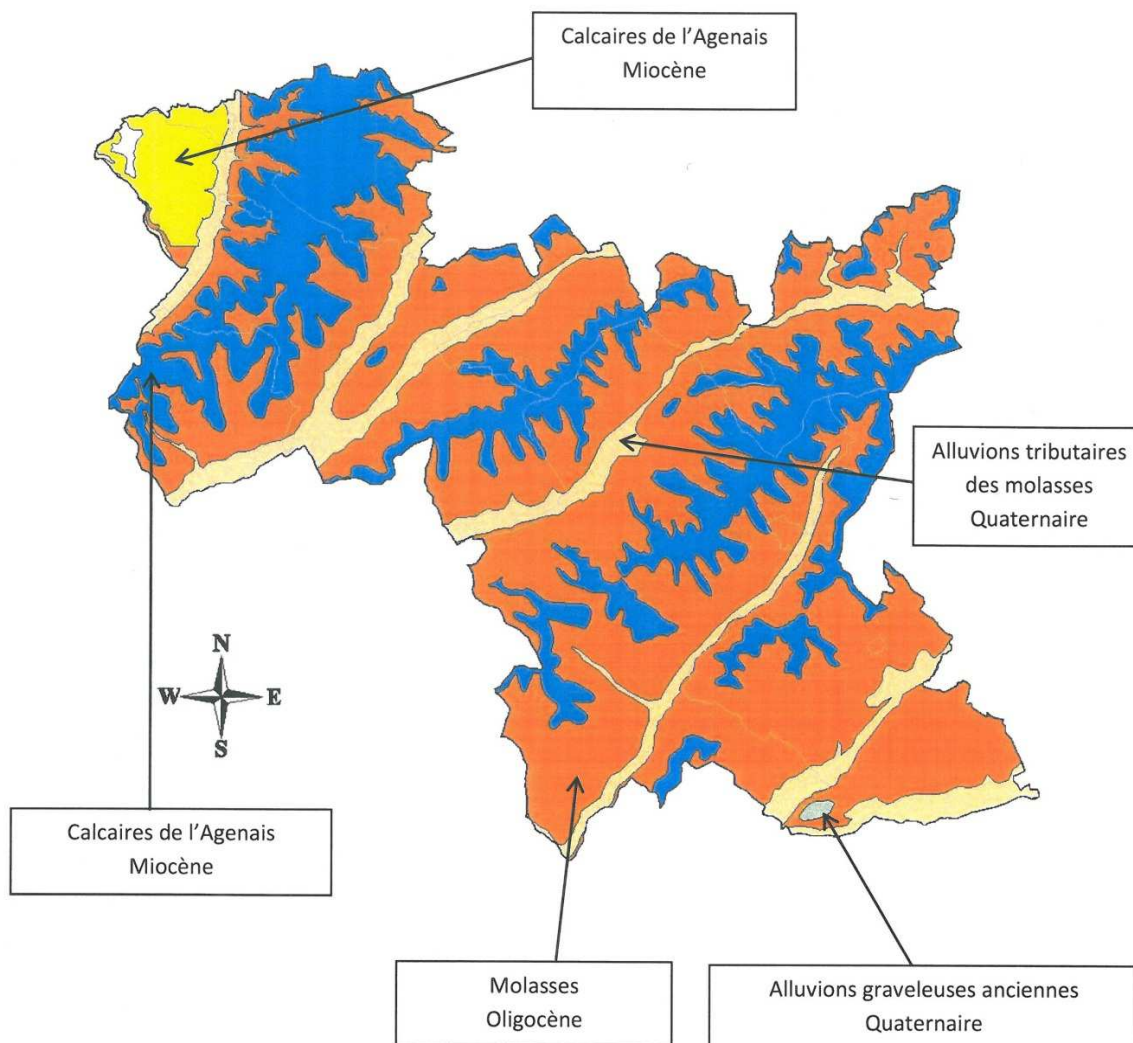 Calcaires de l’Agenais
Miocène
Alluvions tributaires
des molasses
Quaternaire
N
W
E
S
Calcaires de l’Agenais
Miocène
Molasses
Oligocène
Alluvions graveleuses anciennes
Quaternaire